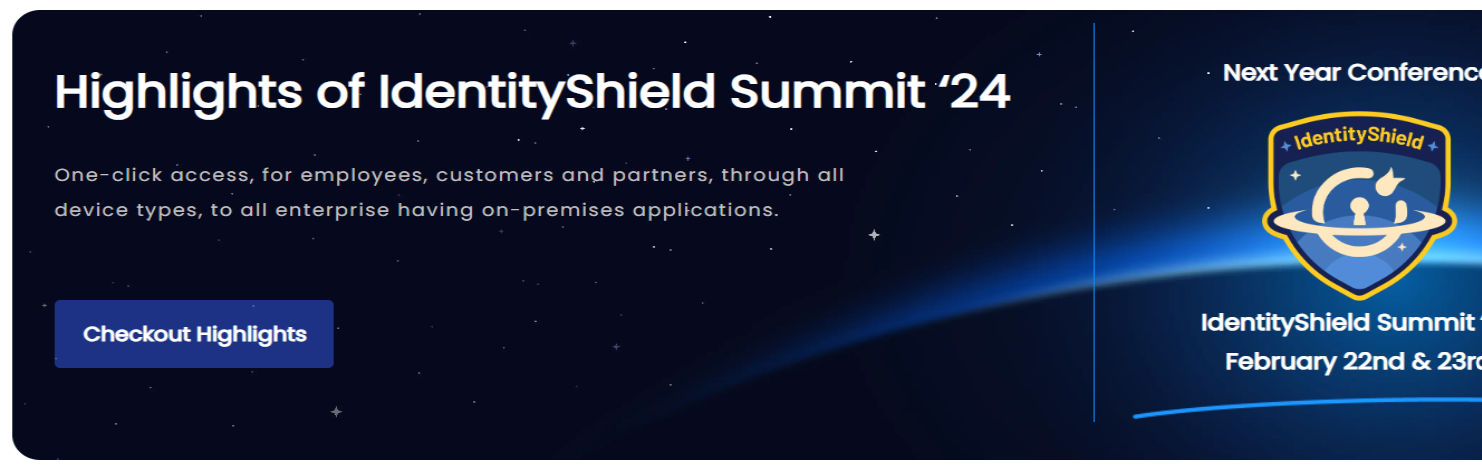 Highlights of IdentityShield Summit ‘24
One-click access, for employees, customers and partners, through all
device types, to all enterprise having on-premises applications.
Checkout Highlights
Next Year Conferenc
IdentityShield
IdentityShield Summit ‘
February 22nd & 23r